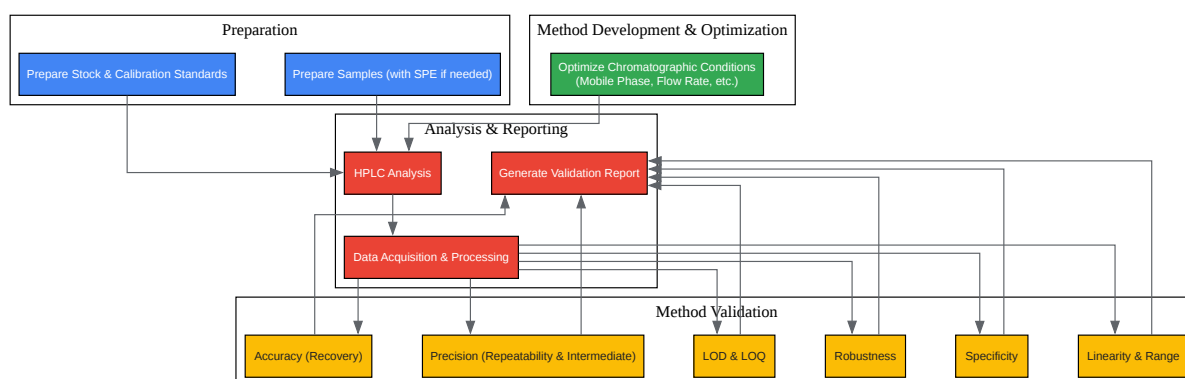 Preparation
Method Development & Optimization
Prepare Stock & Calibration Standards
Prepare Samples (with SPE if needed)
Optimize Chromatographic Conditions
(Mobile Phase, Flow Rate, etc.)
Analysis & Reporting
HPLC Analysis
Generate Validation Report
Data Acquisition & Processing
Method Validation
Accuracy (Recovery)
Precision (Repeatability & Intermediate)
LOD & LOQ
Robustness
Specificity
Linearity & Range